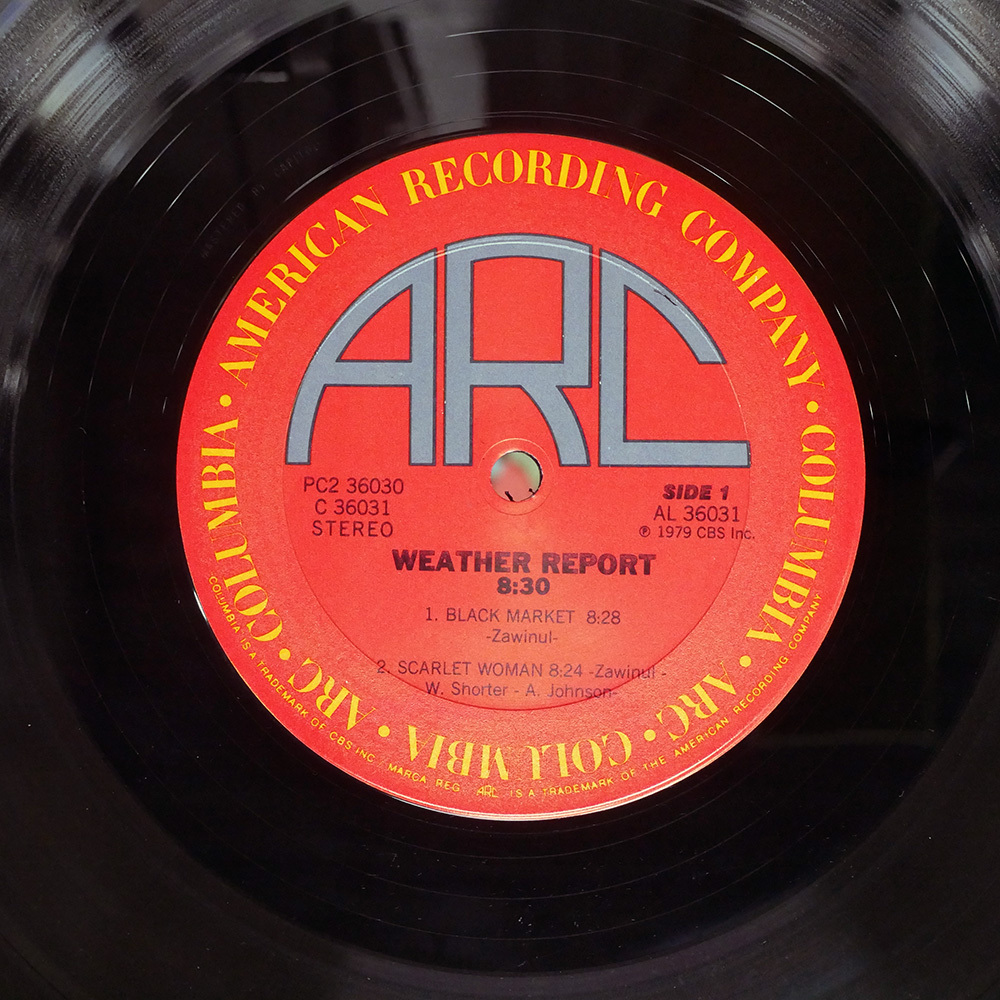 AMERICAN RECORDING COMPANY • COLUMBIA • ARC • COLUMBIA • ARC • COLUMBIA •
ARC
PC2 36030
C 36031
STEREO
SIDE 1
AL 36031
℗ 1979 CBS Inc.
WEATHER REPORT
8:30
1. BLACK MARKET 8:28
-Zawinul-
2. SCARLET WOMAN 8:24 -Zawinul -
W. Shorter - A. Johnson-
COLUMBIA IS A TRADEMARK OF CBS INC. MARCA REG. ARC IS A TRADEMARK OF THE AMERICAN RECORDING COMPANY